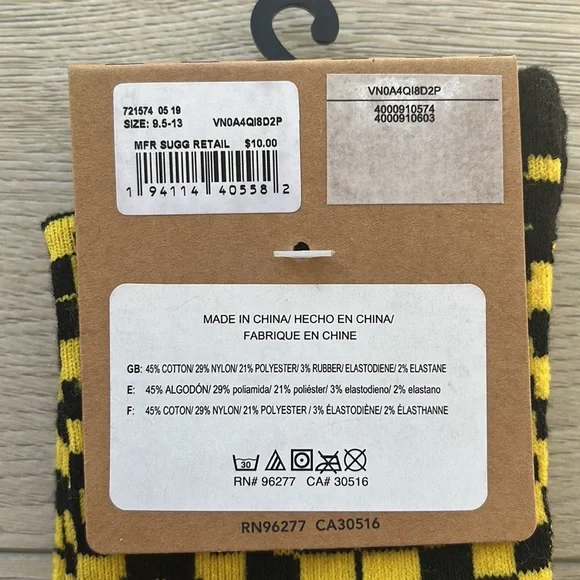 721574 05 19
SIZE: 9.5-13 VN0A4QI8D2P
MFR SUGG RETAIL $10.00
1 94114 40558 2
VN0A4QI8D2P
4000910574
4000910603
MADE IN CHINA/ HECHO EN CHINA/
FABRIQUE EN CHINE
GB: 45% COTTON/ 29% NYLON/ 21% POLYESTER/ 3% RUBBER/ ELASTODIENE/ 2% ELASTANE
E: 45% ALGODÓN/ 29% poliamida/ 21% poliéster/ 3% elastodieno/ 2% elastano
F: 45% COTON/ 29% NYLON/ 21% POLYESTER / 3% ÉLASTODIÈNE/ 2% ÉLASTHANNE
30
RN# 96277 CA# 30516
RN96277 CA30516